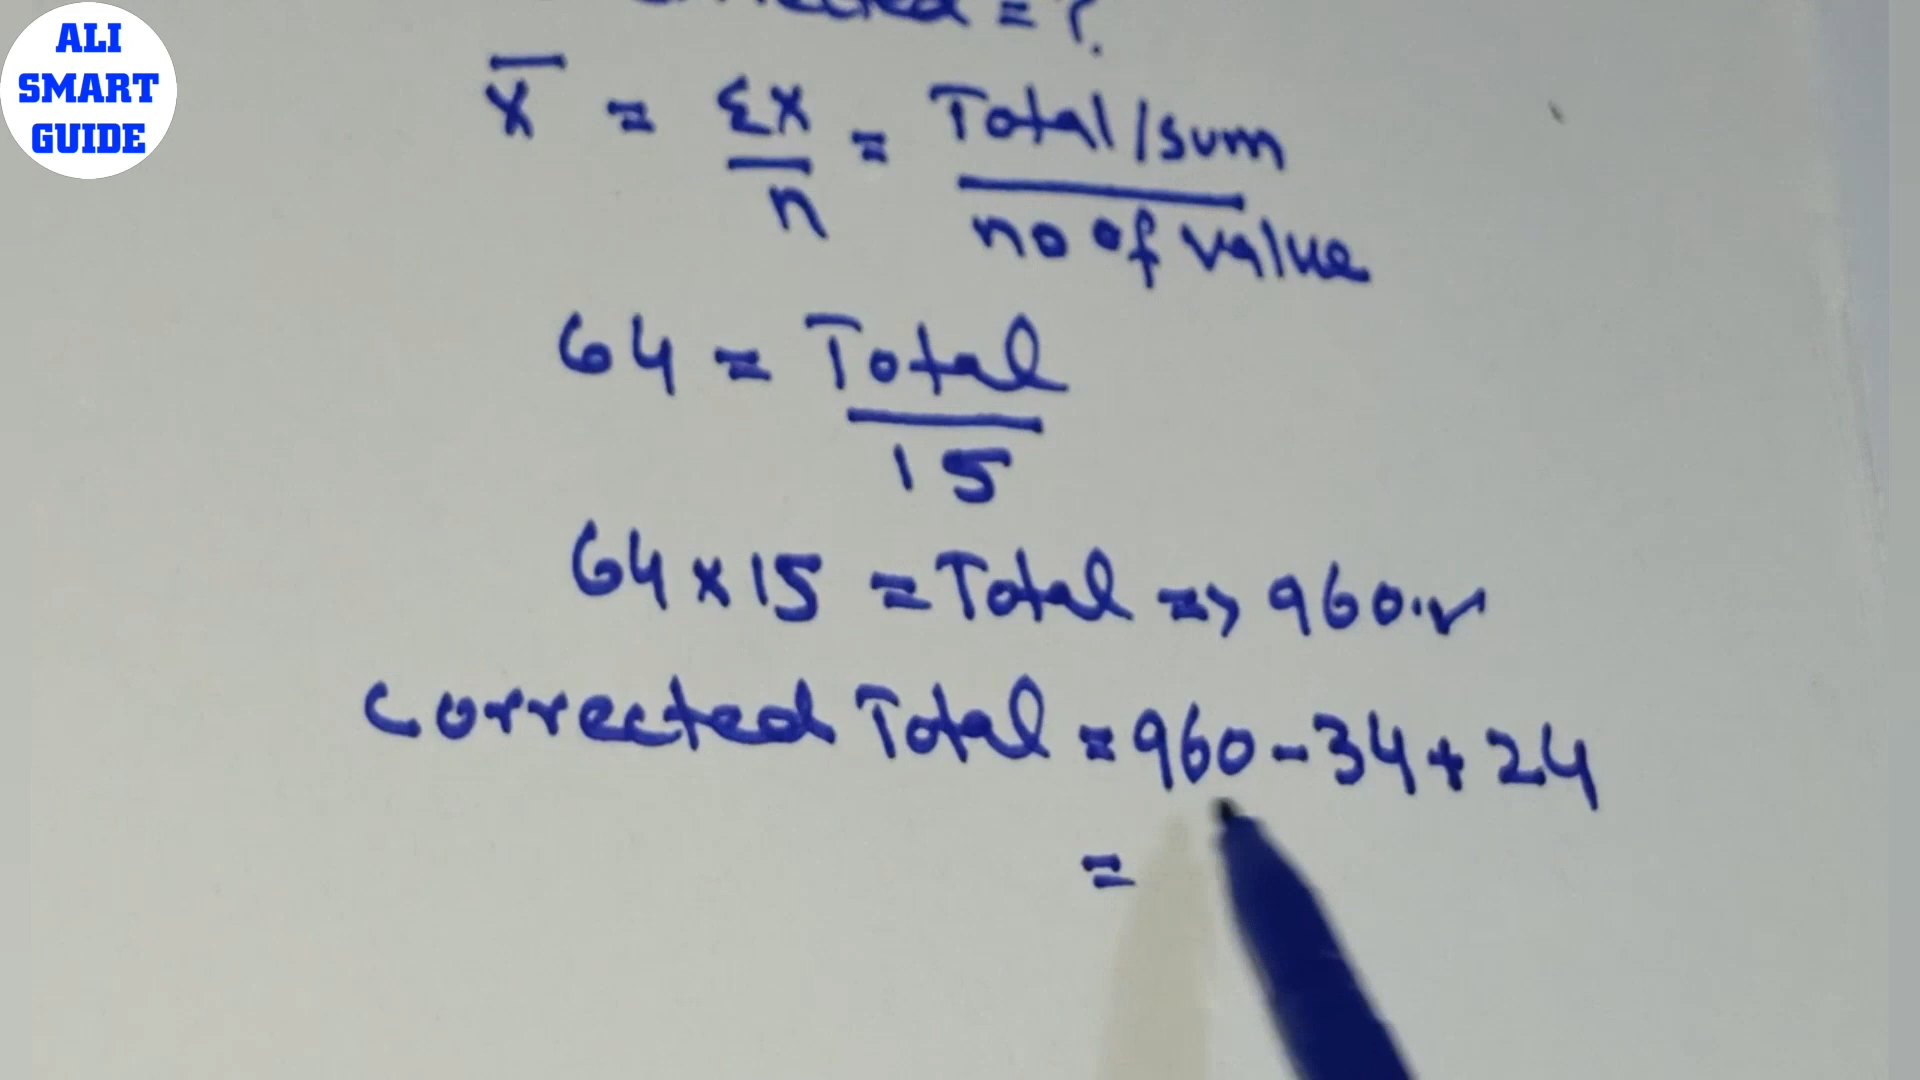 ALI
SMART
GUIDE
= ?
x̄ = Σx/n = Total/sum / no of value
64 = Total / 15
64 × 15 = Total => 960.
Corrected Total = 960 - 34 + 24
=